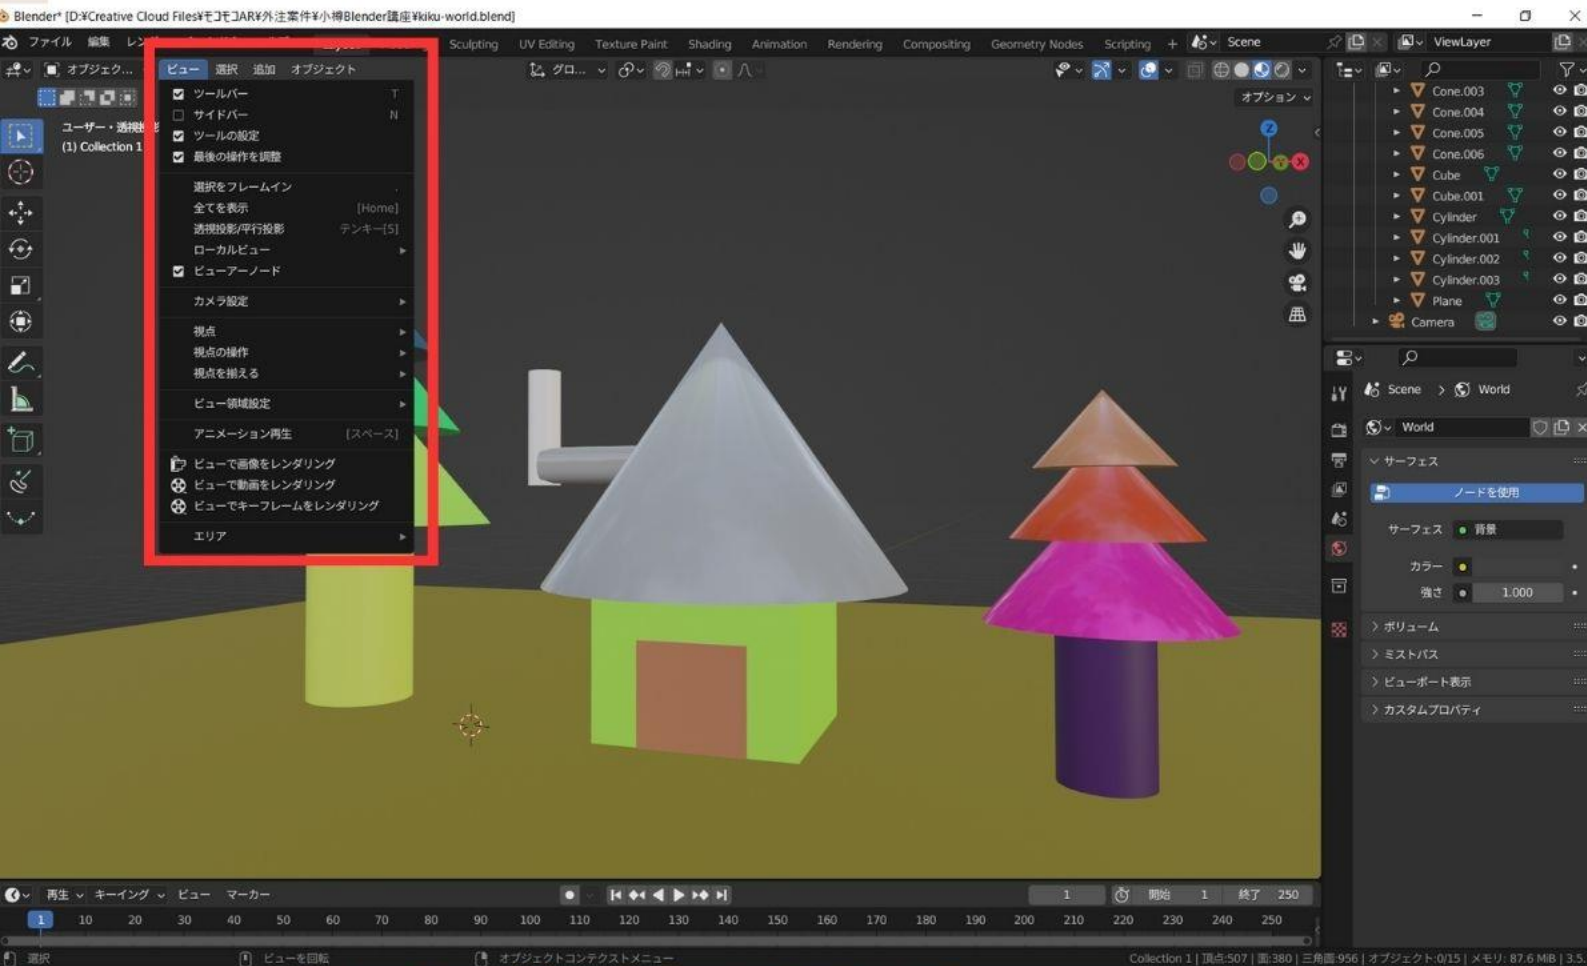 Blender* [D:¥Creative Cloud Files¥モコモコAR¥外注案件¥小樽Blender講座¥kiku-world.blend]
ファイル 編集
Sculpting UV Editing Texture Paint Shading Animation Rendering Compositing Geometry Nodes Scripting + Scene ViewLayer
オブジェク... ビュー 選択 追加 オブジェクト グロ...
オプション
ユーザー・透視投影
(1) Collection 1
ツールバー T
サイドバー N
ツールの設定
最後の操作を調整
選択をフレームイン .
全てを表示 [Home]
透視投影/平行投影 テンキー[5]
ローカルビュー
ビューアーノード
カメラ設定
視点
視点の操作
視点を揃える
ビュー領域設定
アニメーション再生 [スペース]
ビューで画像をレンダリング
ビューで動画をレンダリング
ビューでキーフレームをレンダリング
エリア
Z
Y X
Cone.003
Cone.004
Cone.005
Cone.006
Cube
Cube.001
Cylinder
Cylinder.001
Cylinder.002
Cylinder.003
Plane
Camera
Scene > World
World
サーフェス
ノードを使用
サーフェス 背景
カラー
強さ 1.000
ボリューム
ミストパス
ビューポート表示
カスタムプロパティ
再生 キーイング ビュー マーカー 1 開始 1 終了 250
1 10 20 30 40 50 60 70 80 90 100 110 120 130 140 150 160 170 180 190 200 210 220 230 240 250
選択 ビューを回転 オブジェクトコンテクストメニュー Collection 1 | 頂点:507 | 面:380 | 三角面:956 | オブジェクト:0/15 | メモリ: 87.6 MiB | 3.5.